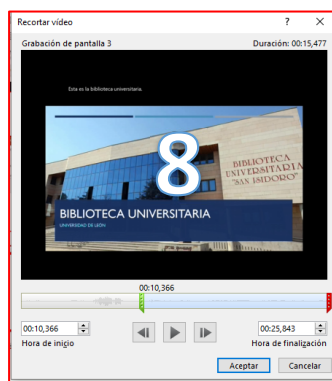 Recortar vídeo
Grabación de pantalla 3
Duración: 00:15,477
Esta es la biblioteca universitaria.
8
BIBLIOTECA
UNIVERSITARIA
"SAN ISIDORO"
BIBLIOTECA UNIVERSITARIA
UNIVERSIDAD DE LEÓN
00:10,366
00:10,366
00:25,843
Hora de inicio
Hora de finalización
Aceptar
Cancelar